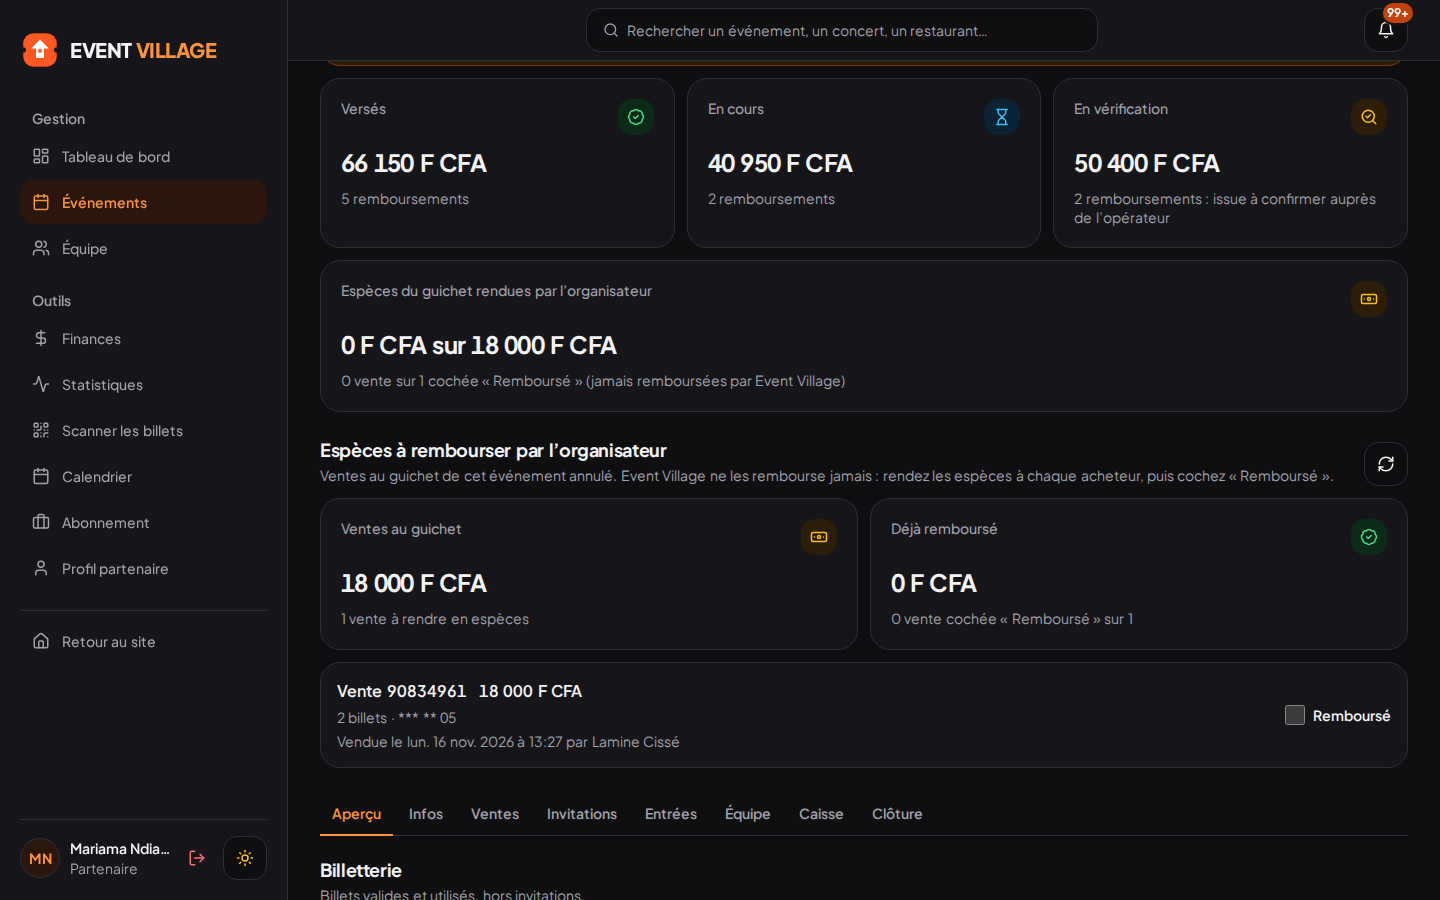 EVENT VILLAGE
Rechercher un événement, un concert, un restaurant...
99+
Gestion
Tableau de bord
Événements
Équipe
Outils
Finances
Statistiques
Scanner les billets
Calendrier
Abonnement
Profil partenaire
Retour au site
MN
Mariama Ndia...
Partenaire
Versés
66 150 F CFA
5 remboursements
En cours
40 950 F CFA
2 remboursements
En vérification
50 400 F CFA
2 remboursements : issue à confirmer auprès
de l'opérateur
Espèces du guichet rendues par l'organisateur
0 F CFA sur 18 000 F CFA
0 vente sur 1 cochée « Remboursé » (jamais remboursées par Event Village)
Espèces à rembourser par l'organisateur
Ventes au guichet de cet événement annulé. Event Village ne les rembourse jamais : rendez les espèces à chaque acheteur, puis cochez « Remboursé ».
Ventes au guichet
18 000 F CFA
1 vente à rendre en espèces
Déjà remboursé
0 F CFA
0 vente cochée « Remboursé » sur 1
Vente 90834961 18 000 F CFA
2 billets · *** ** 05
Vendue le lun. 16 nov. 2026 à 13:27 par Lamine Cissé
Remboursé
Aperçu Infos Ventes Invitations Entrées Équipe Caisse Clôture
Billetterie
Billets valides et utilisés, hors invitations.